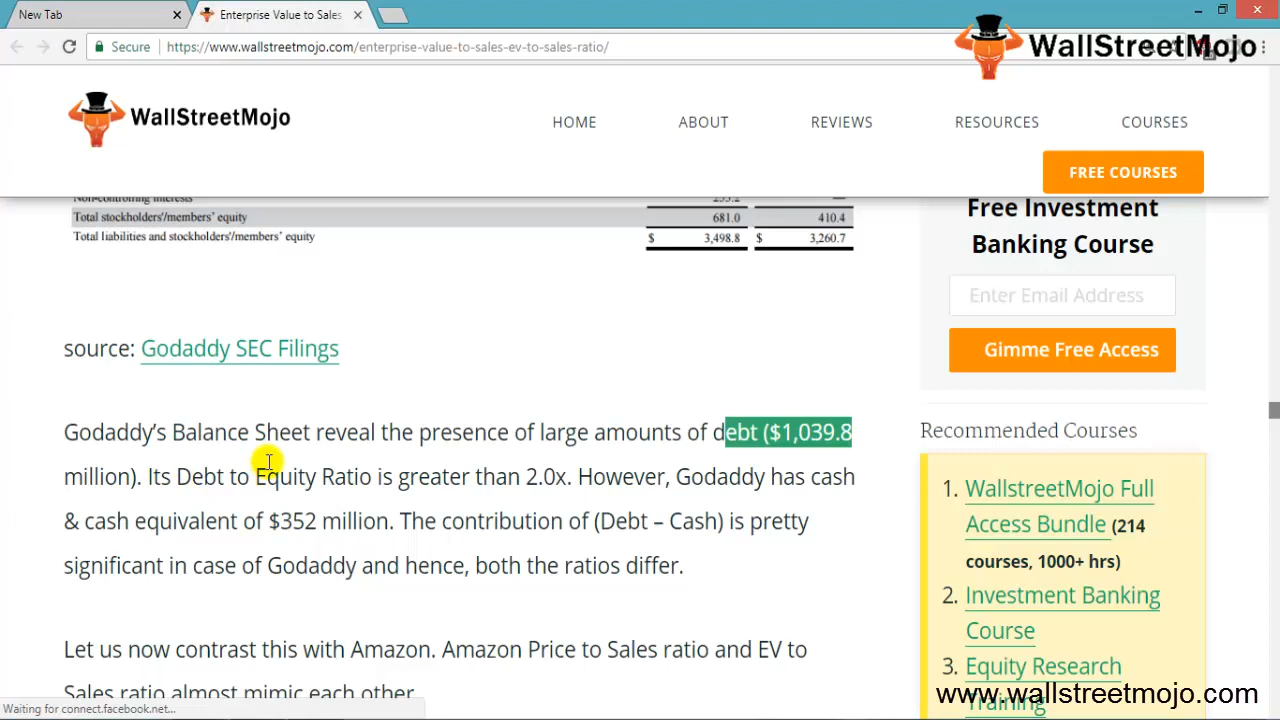 New Tab
Enterprise Value to Sales
Secure
https://www.wallstreetmojo.com/enterprise-value-to-sales-ev-to-sales-ratio/
WallStreetMojo
WallStreetMojo
HOME
ABOUT
REVIEWS
RESOURCES
COURSES
FREE COURSES
Non-controlling interests
Total stockholders'/members' equity 681.0 410.4
Total liabilities and stockholders'/members' equity $ 3,498.8 $ 3,260.7
source: Godaddy SEC Filings
Godaddy's Balance Sheet reveal the presence of large amounts of debt ($1,039.8
million). Its Debt to Equity Ratio is greater than 2.0x. However, Godaddy has cash
& cash equivalent of $352 million. The contribution of (Debt – Cash) is pretty
significant in case of Godaddy and hence, both the ratios differ.
Let us now contrast this with Amazon. Amazon Price to Sales ratio and EV to
Sales ratio almost mimic each other.
Free Investment
Banking Course
Enter Email Address
Gimme Free Access
Recommended Courses
1. WallstreetMojo Full
Access Bundle (214
courses, 1000+ hrs)
2. Investment Banking
Course
3. Equity Research
Training
www.wallstreetmojo.com
Waiting for connect.facebook.net...